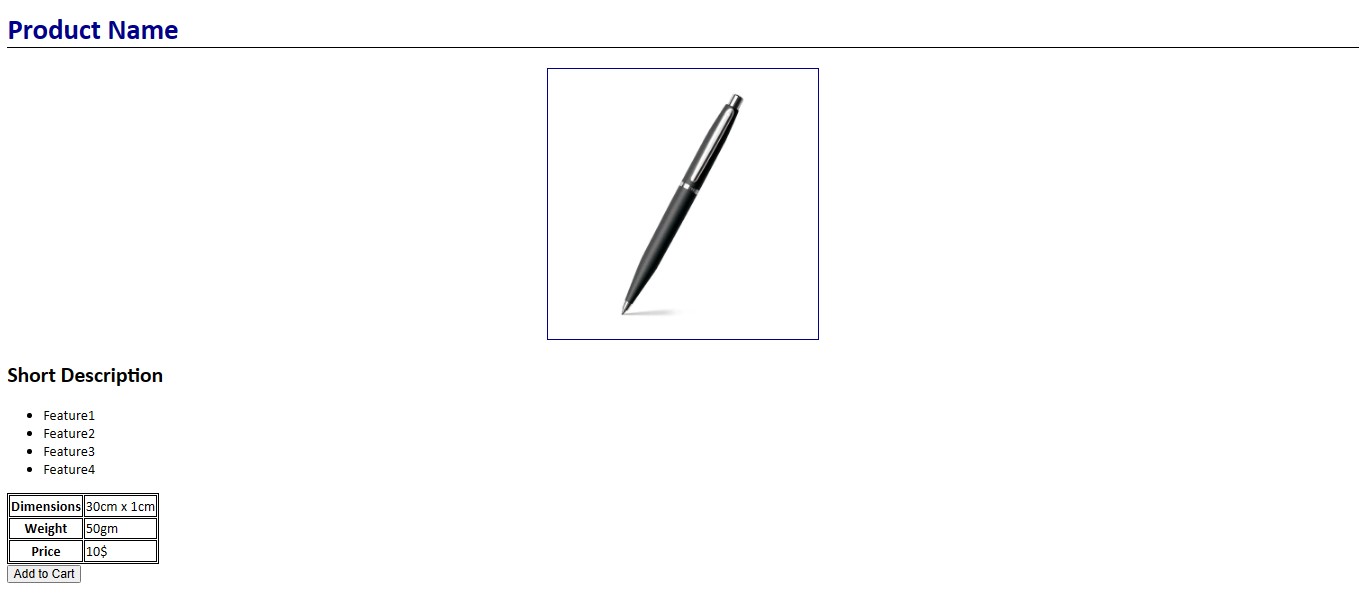 Product Name
Short Description
Feature1
Feature2
Feature3
Feature4
Dimensions 30cm x 1cm
Weight 50gm
Price 10$
Add to Cart